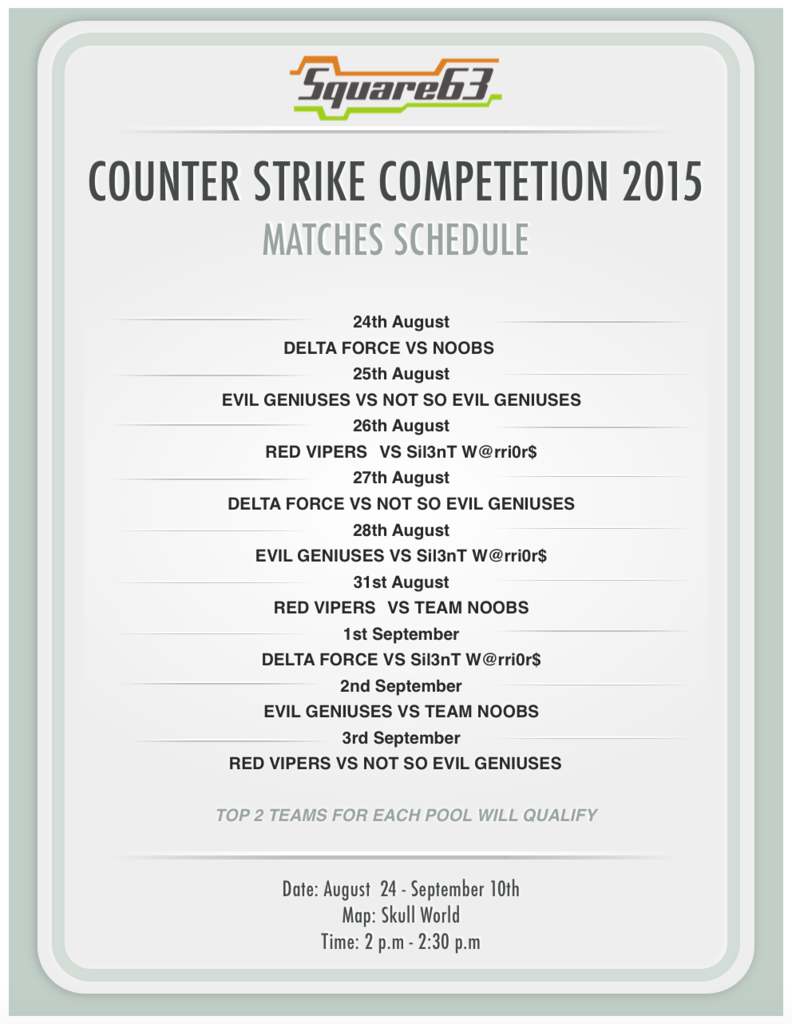 Square63
COUNTER STRIKE COMPETETION 2015
MATCHES SCHEDULE
24th August
DELTA FORCE VS NOOBS
25th August
EVIL GENIUSES VS NOT SO EVIL GENIUSES
26th August
RED VIPERS VS Sil3nT W@rri0r$
27th August
DELTA FORCE VS NOT SO EVIL GENIUSES
28th August
EVIL GENIUSES VS Sil3nT W@rri0r$
31st August
RED VIPERS VS TEAM NOOBS
1st September
DELTA FORCE VS Sil3nT W@rri0r$
2nd September
EVIL GENIUSES VS TEAM NOOBS
3rd September
RED VIPERS VS NOT SO EVIL GENIUSES
TOP 2 TEAMS FOR EACH POOL WILL QUALIFY
Date: August 24 - September 10th
Map: Skull World
Time: 2 p.m - 2:30 p.m